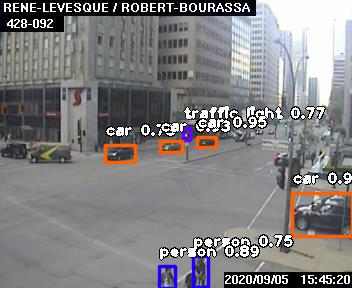 RENE-LEVESQUE / ROBERT-BOURASSA
428-092
traffic light 0.77
car 0.95
car 0.9
person 0.75
person 0.89
2020/09/05 15:45:20